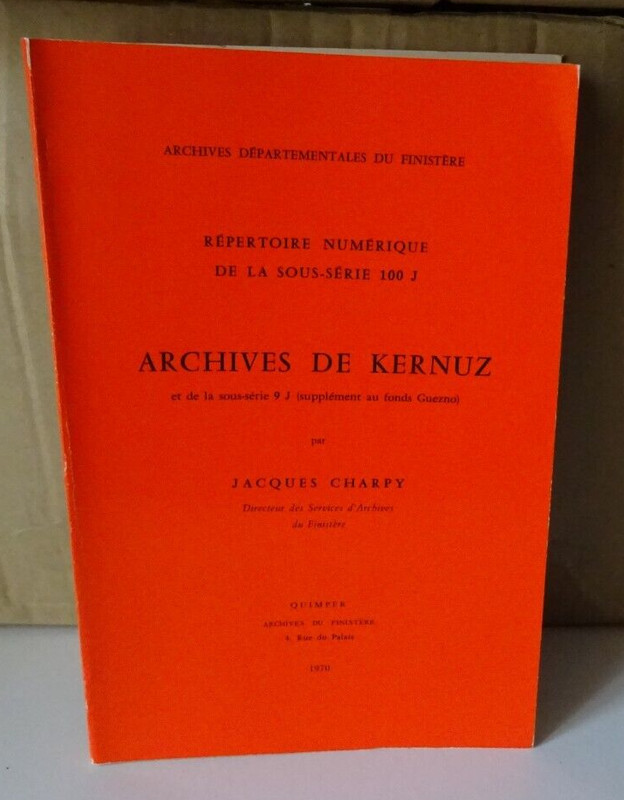 ARCHIVES DÉPARTEMENTALES DU FINISTÈRE
RÉPERTOIRE NUMÉRIQUE
DE LA SOUS-SÉRIE 100 J
ARCHIVES DE KERNUZ
et de la sous-série 9 J (supplément au fonds Guezno)
par
JACQUES CHARPY
Directeur des Services d'Archives
du Finistère
QUIMPER
ARCHIVES DU FINISTÈRE
4, Rue du Palais
1970